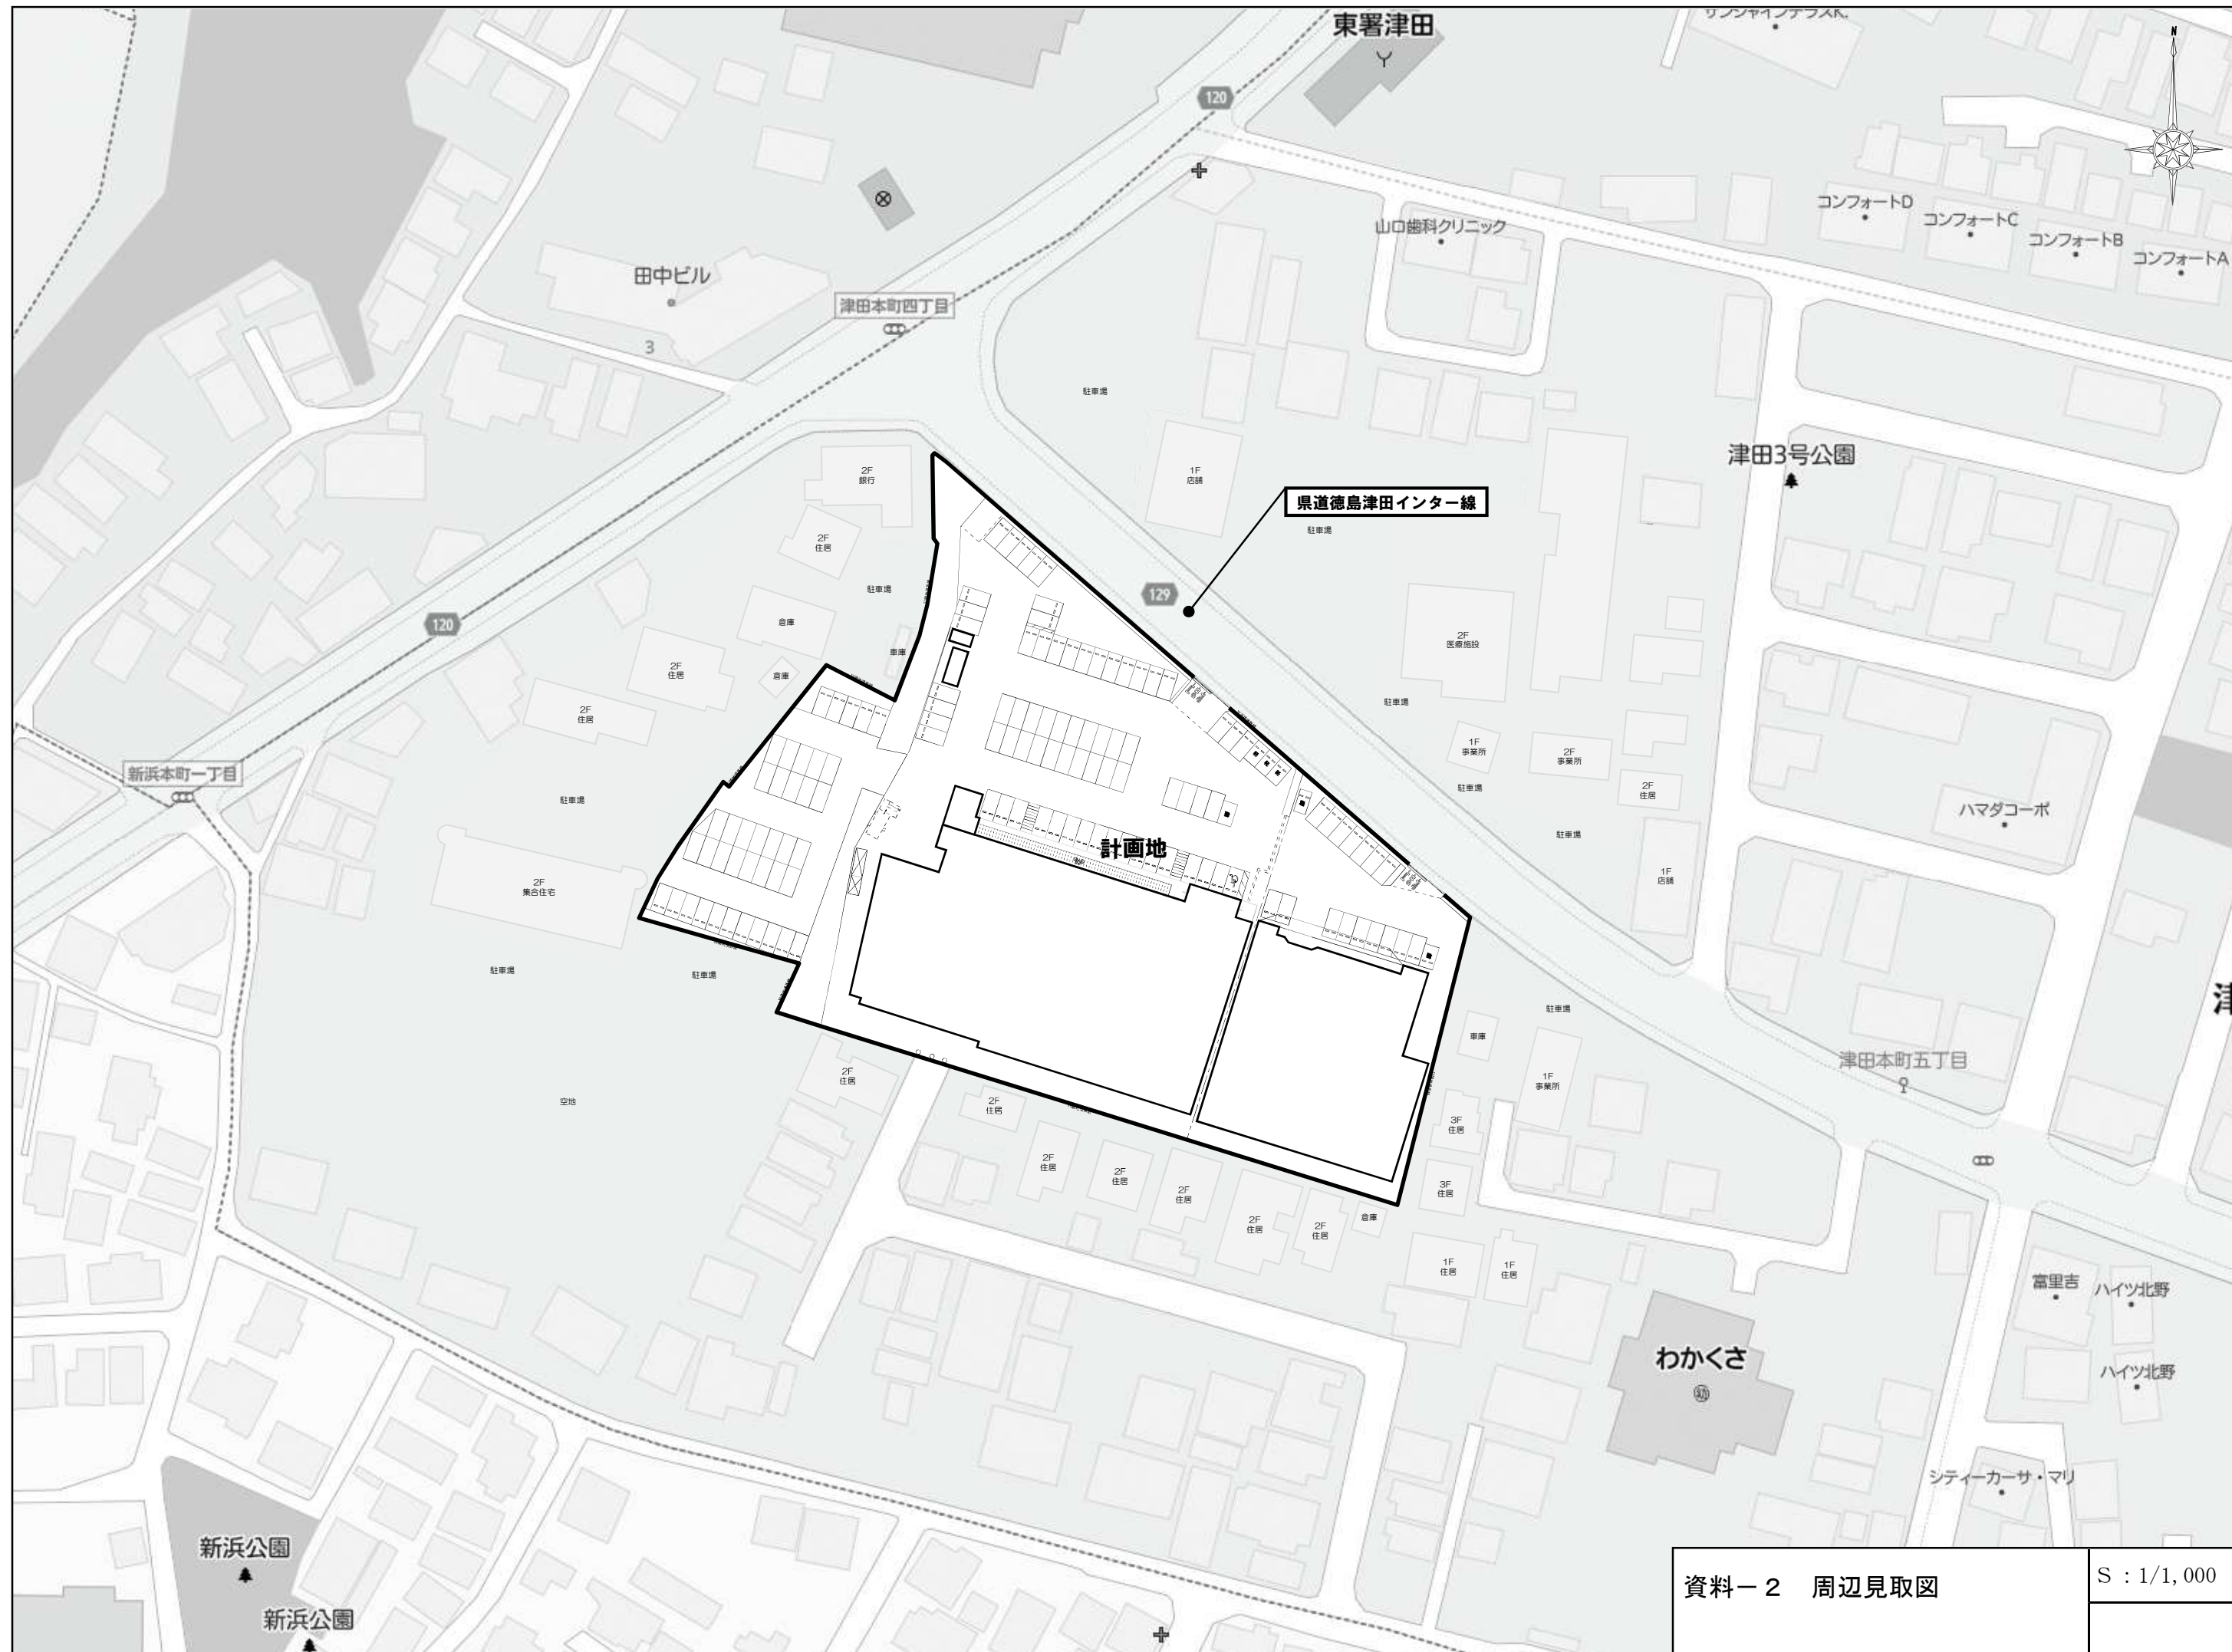 東署津田
サンシャインテラスK.
120
コンフォートD
コンフォートC
コンフォートB
コンフォートA
山口歯科クリニック
田中ビル
津田本町四丁目
3
駐車場
津田3号公園
2F
銀行
1F
店舗
県道徳島津田インター線
駐車場
2F
住居
駐車場
129
120
倉庫
2F
医療施設
車庫
2F
住居
倉庫
駐車場
2F
住居
1F
事業所
2F
事業所
新浜本町一丁目
駐車場
2F
住居
駐車場
ハマダコーポ
駐車場
計画地
1F
店舗
2F
集合住宅
駐車場
駐車場
駐車場
津
車庫
津田本町五丁目
2F
住居
1F
事業所
空地
2F
住居
3F
住居
2F
住居
2F
住居
2F
住居
3F
住居
2F
住居
2F
住居
倉庫
1F
住居
1F
住居
富里吉
ハイツ北野
わかくさ
幼
ハイツ北野
シティーカーサ・マリ
新浜公園
新浜公園
資料－２　周辺見取図
S : 1/1,000
N